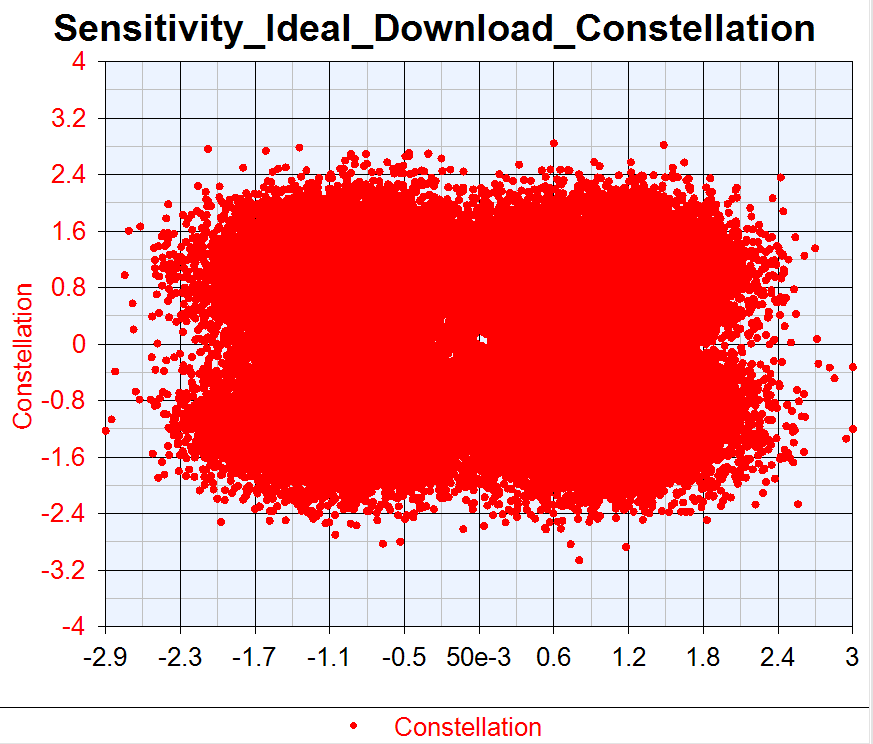 Sensitivity_Ideal_Download_Constellation
4
3.2
2.4
1.6
0.8
0
-0.8
-1.6
-2.4
-3.2
-4
Constellation
-2.9 -2.3 -1.7 -1.1 -0.5 50e-3 0.6 1.2 1.8 2.4 3
Constellation